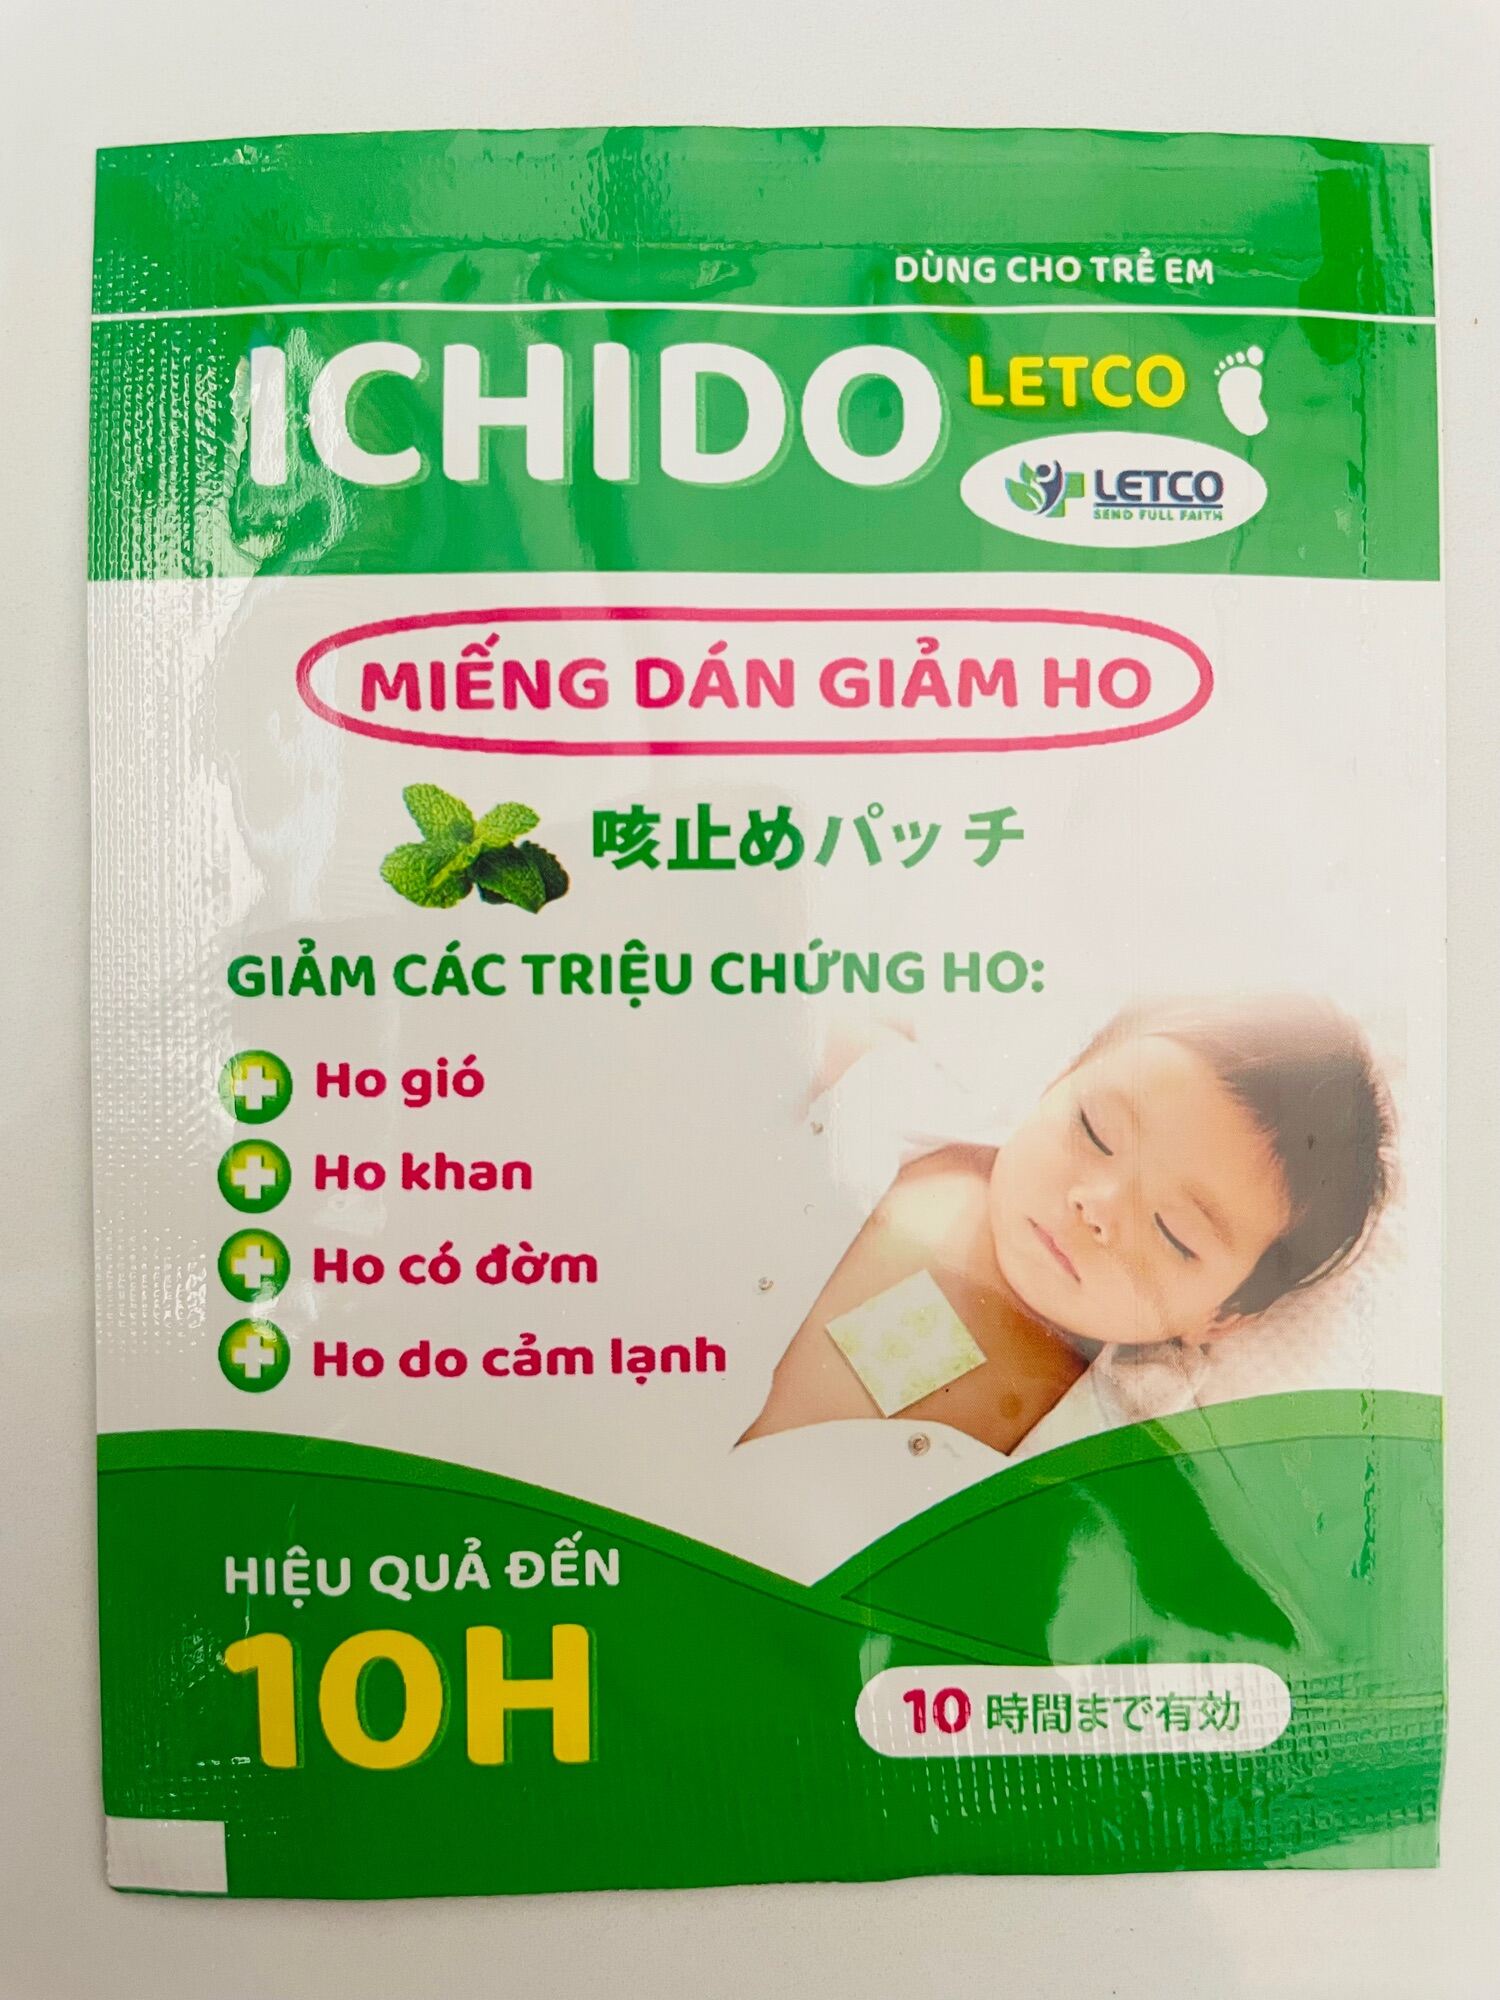 DÙNG CHO TRẺ EM
ICHIDO LETCO
LETCO
SEND FULL FAITH
MIẾNG DÁN GIẢM HO
咳止めパッチ
GIẢM CÁC TRIỆU CHỨNG HO:
Ho gió
Ho khan
Ho có đờm
Ho do cảm lạnh
HIỆU QUẢ ĐẾN
10H
10 時間まで有効